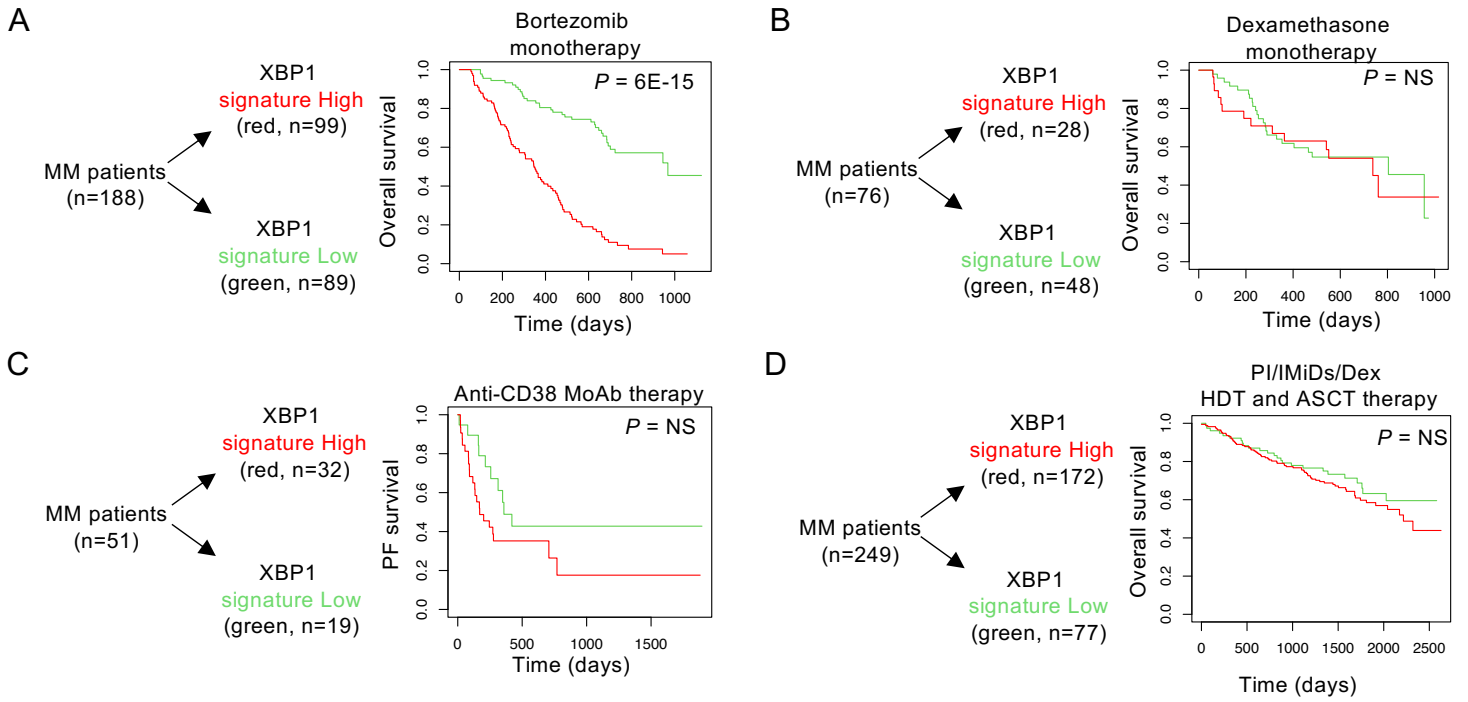 A
Bortezomib
monotherapy
XBP1
signature High
(red, n=99)
MM patients
(n=188)
XBP1
signature Low
(green, n=89)
P = 6E-15
Overall survival
0.0 0.2 0.4 0.6 0.8 1.0
0 200 400 600 800 1000
Time (days)
B
Dexamethasone
monotherapy
XBP1
signature High
(red, n=28)
MM patients
(n=76)
XBP1
signature Low
(green, n=48)
P = NS
Overall survival
0.0 0.2 0.4 0.6 0.8 1.0
0 200 400 600 800 1000
Time (days)
C
Anti-CD38 MoAb therapy
XBP1
signature High
(red, n=32)
MM patients
(n=51)
XBP1
signature Low
(green, n=19)
P = NS
PF survival
0.0 0.2 0.4 0.6 0.8 1.0
0 500 1000 1500
Time (days)
D
PI/IMiDs/Dex
HDT and ASCT therapy
XBP1
signature High
(red, n=172)
MM patients
(n=249)
XBP1
signature Low
(green, n=77)
P = NS
Overall survival
0.0 0.2 0.4 0.6 0.8 1.0
0 500 1000 1500 2000 2500
Time (days)